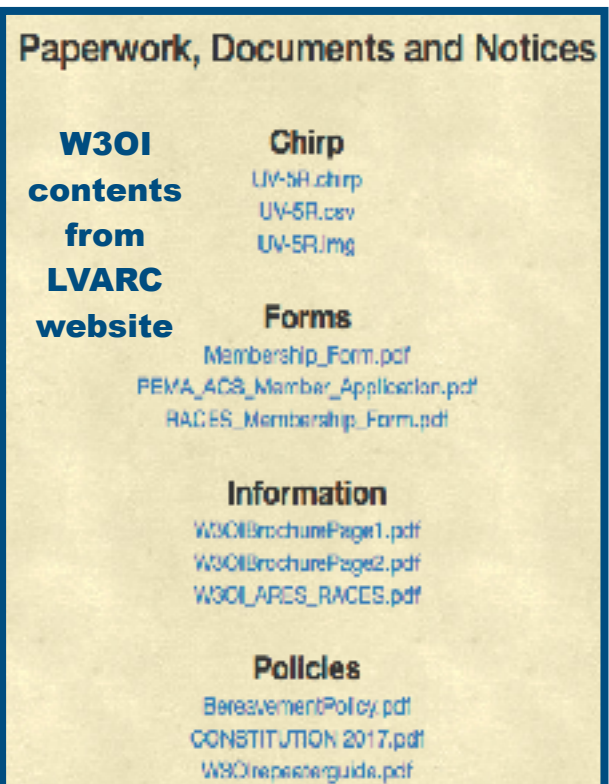 Paperwork, Documents and Notices
W3OI
contents
from
LVARC
website
Chirp
UV-5R.chirp
UV-5R.csv
UV-5R.img
Forms
Membership_Form.pdf
PEMA_ACS_Member_Application.pdf
RACES_Membership_Form.pdf
Information
W3OIBrochurePage1.pdf
W3OIBrochurePage2.pdf
W3OI_ARES_RACES.pdf
Policies
BereavementPolicy.pdf
CONSTITUTION 2017.pdf
W3OIrepeaterguide.pdf